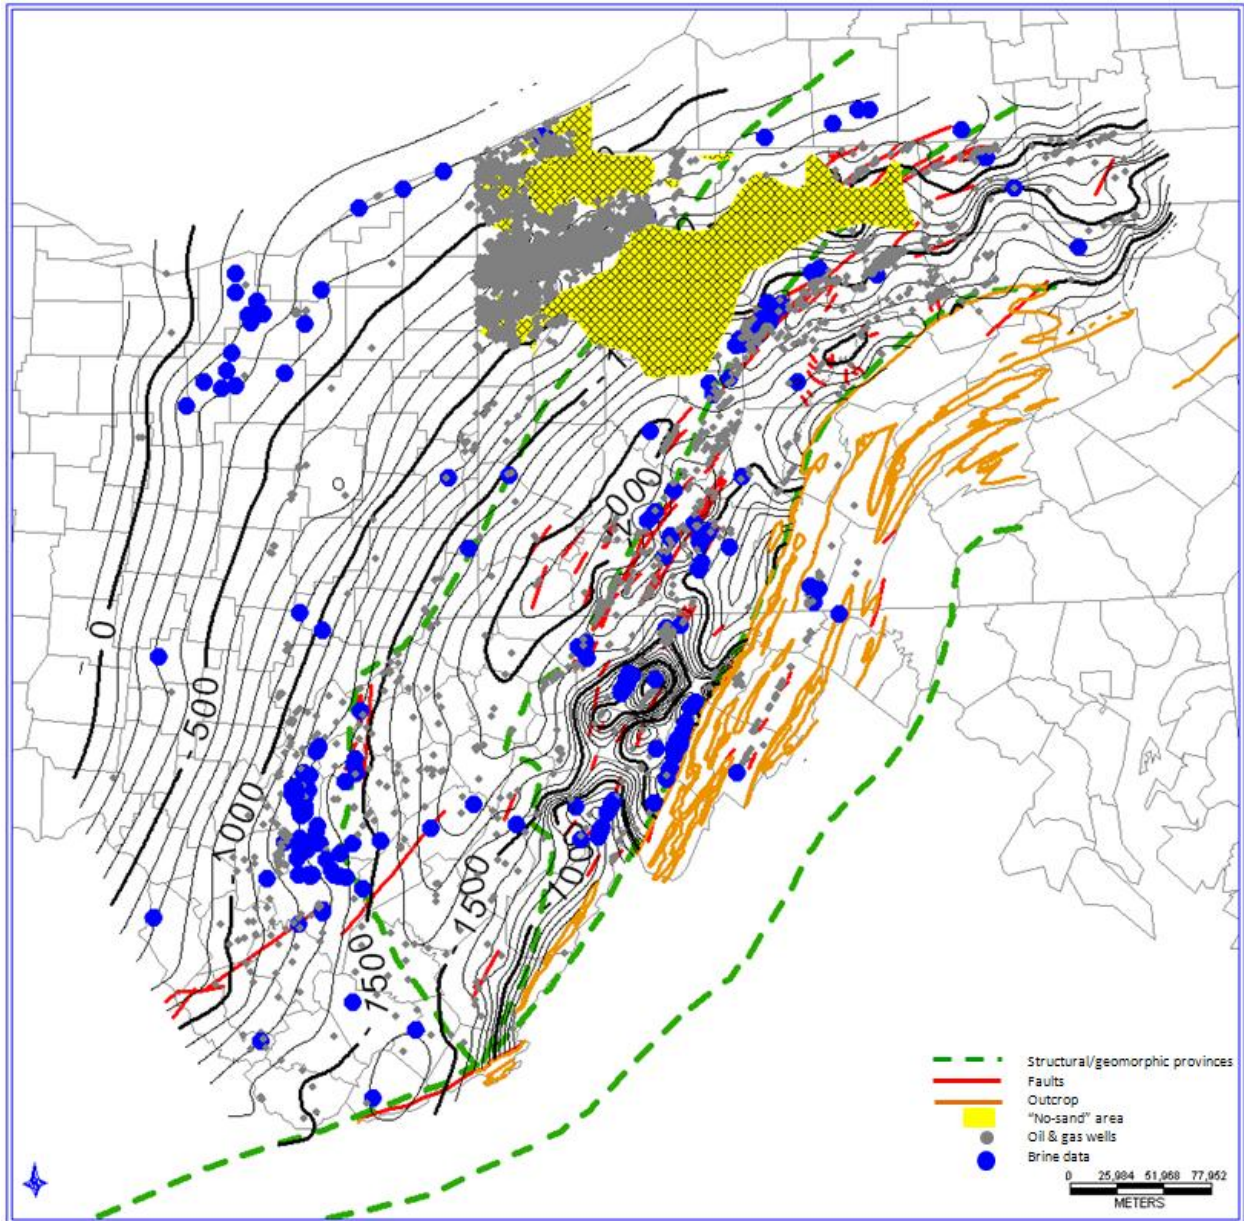 -2000
0
- 500
-1000
- 1500
-1000
- 1500
Structural/geomorphic provinces
Faults
Outcrop
"No-sand" area
Oil & gas wells
Brine data
0 25,984 51,968 77,952
METERS